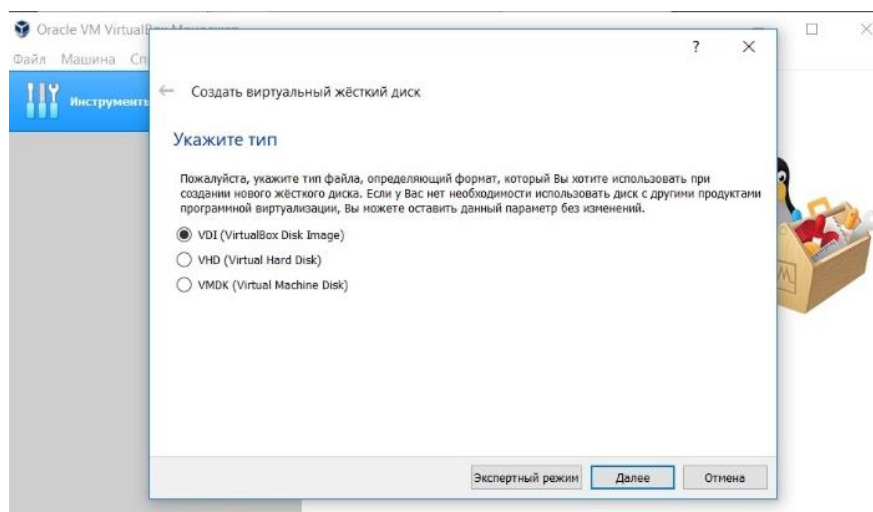 Oracle VM VirtualBox Менеджер
Файл Машина Сп
Инструменты
? ×
← Создать виртуальный жёсткий диск
Укажите тип
Пожалуйста, укажите тип файла, определяющий формат, который Вы хотите использовать при
создании нового жёсткого диска. Если у Вас нет необходимости использовать диск с другими продуктами
программной виртуализации, Вы можете оставить данный параметр без изменений.
VDI (VirtualBox Disk Image)
VHD (Virtual Hard Disk)
VMDK (Virtual Machine Disk)
Экспертный режим Далее Отмена